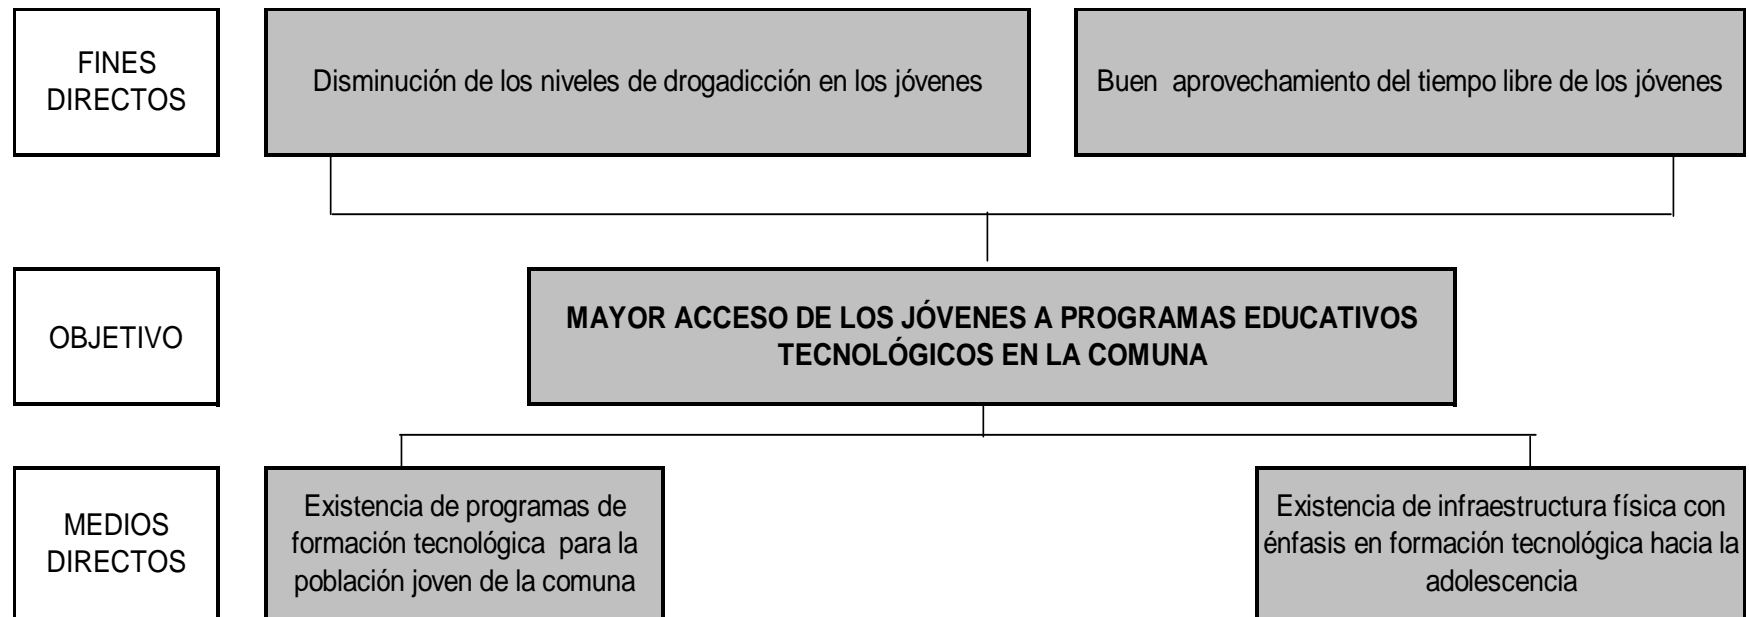 FINES
DIRECTOS
Disminución de los niveles de drogadicción en los jóvenes
Buen aprovechamiento del tiempo libre de los jóvenes
OBJETIVO
MAYOR ACCESO DE LOS JÓVENES A PROGRAMAS EDUCATIVOS
TECNOLÓGICOS EN LA COMUNA
MEDIOS
DIRECTOS
Existencia de programas de
formación tecnológica para la
población joven de la comuna
Existencia de infraestructura física con
énfasis en formación tecnológica hacia la
adolescencia